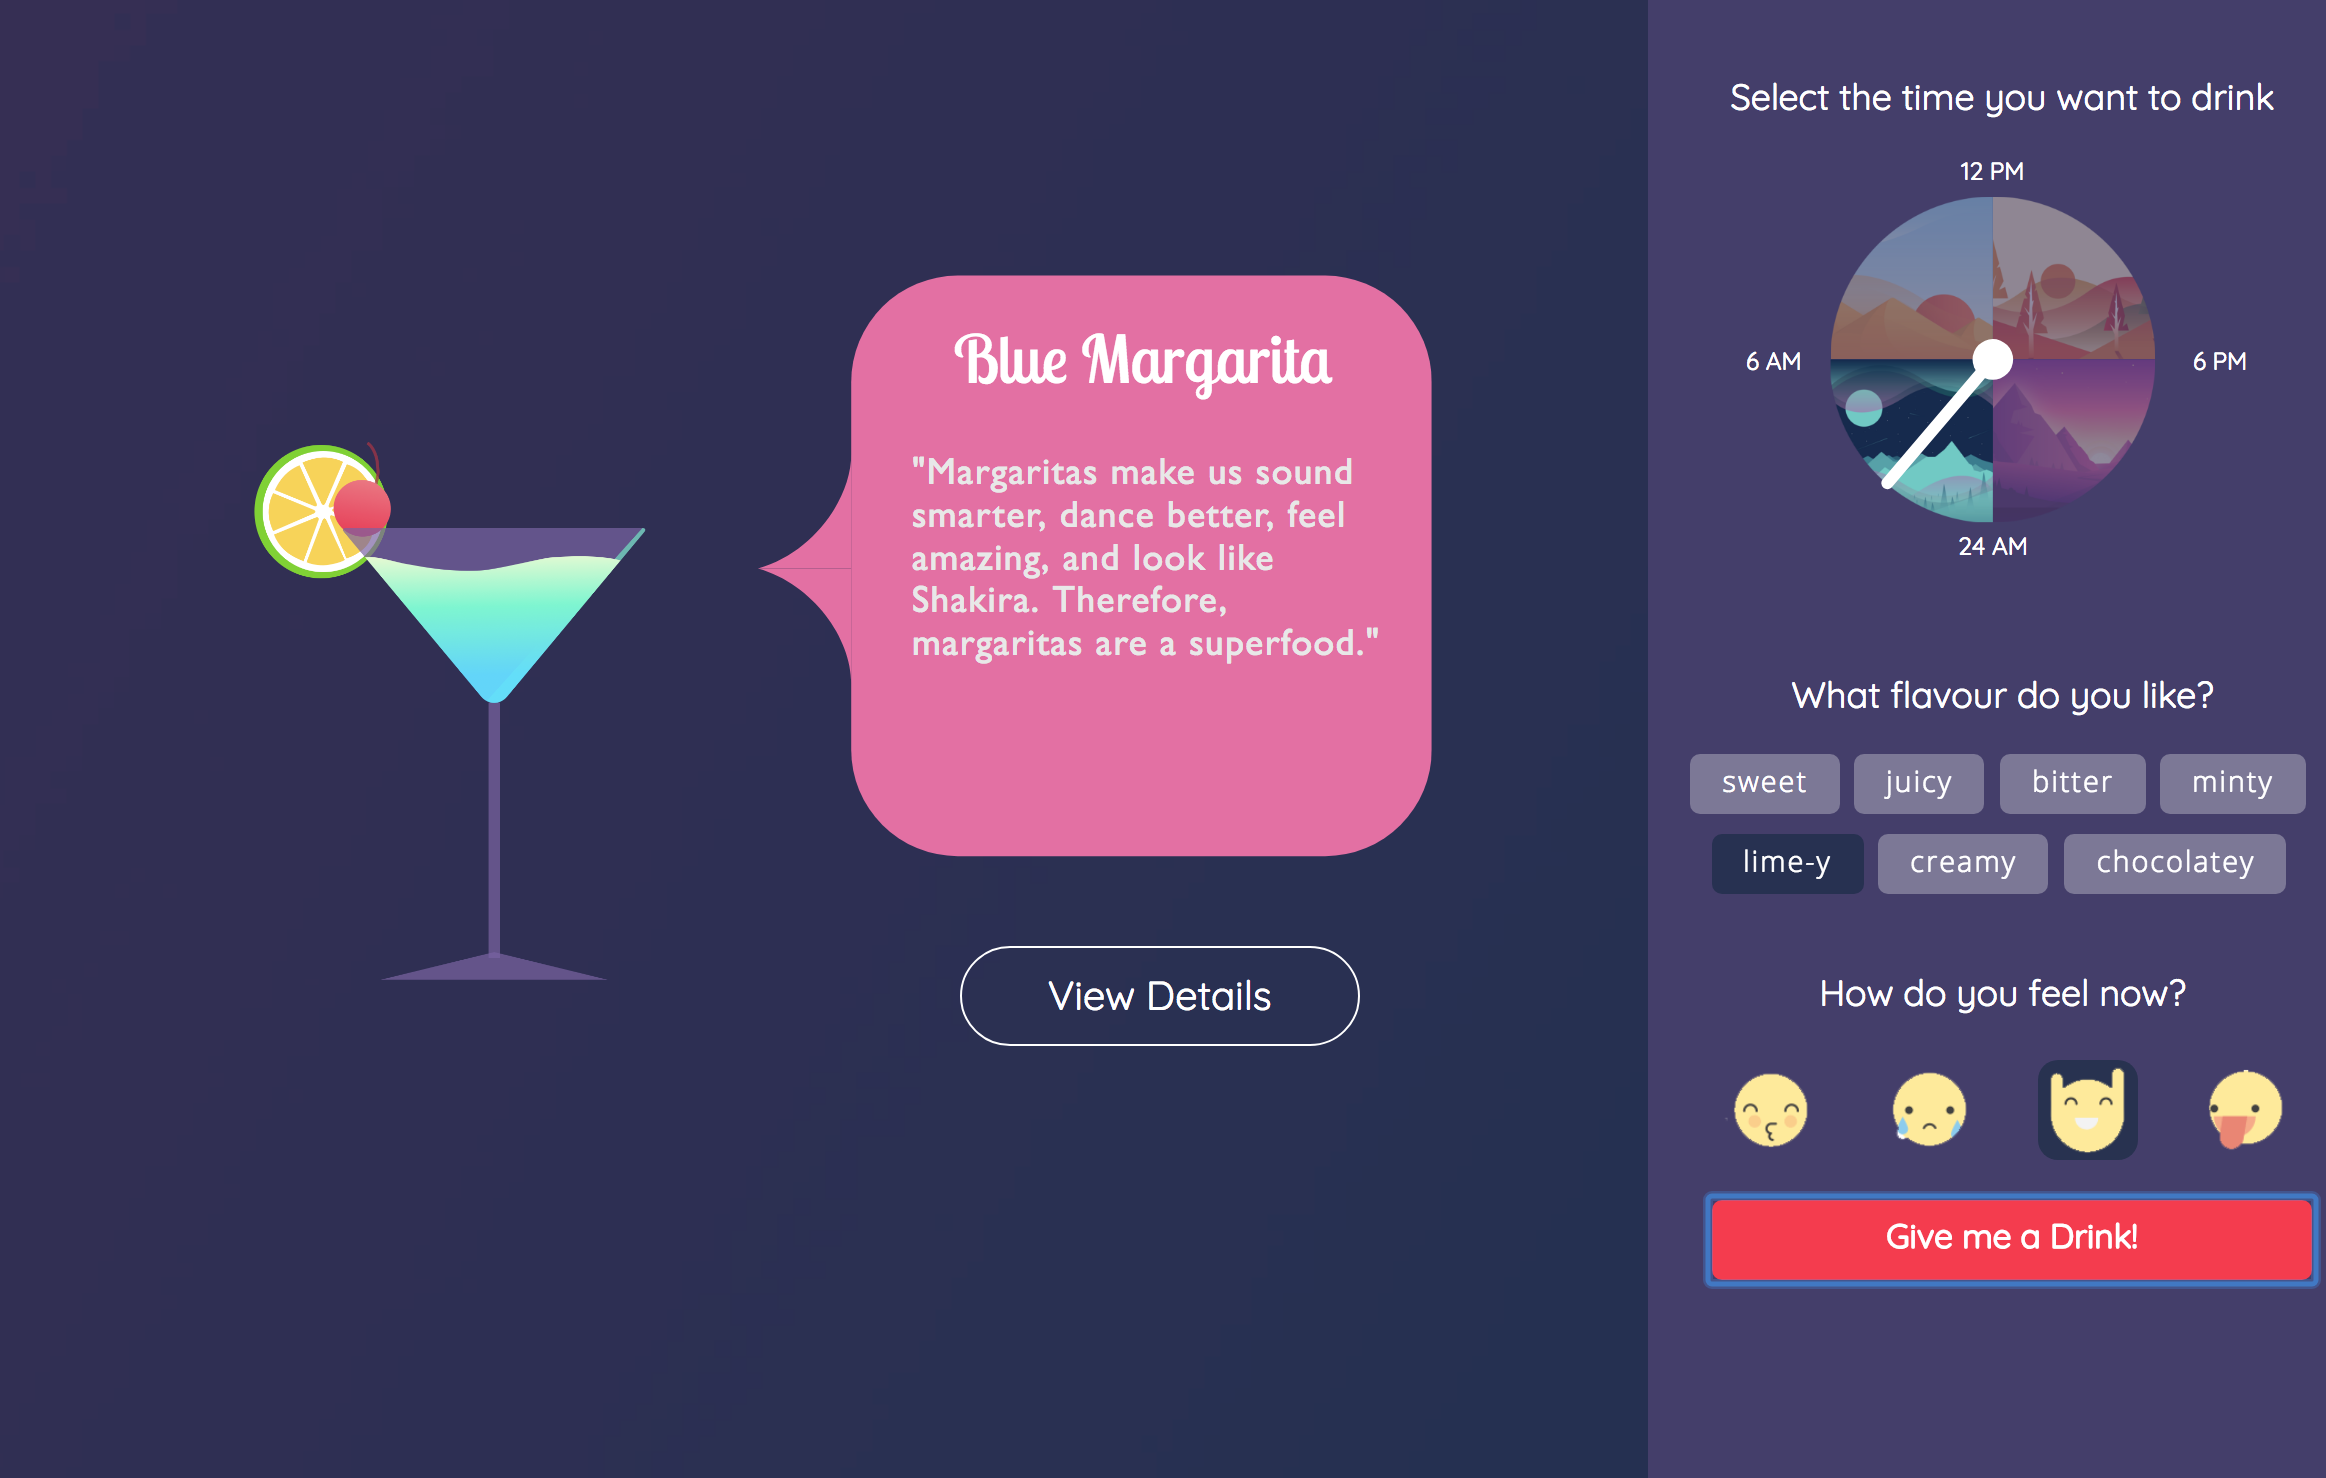 Blue Margarita
"Margaritas make us sound
smarter, dance better, feel
amazing, and look like
Shakira. Therefore,
margaritas are a superfood."
View Details
Select the time you want to drink
12 PM
6 AM
6 PM
24 AM
What flavour do you like?
sweet
juicy
bitter
minty
lime-y
creamy
chocolatey
How do you feel now?
Give me a Drink!